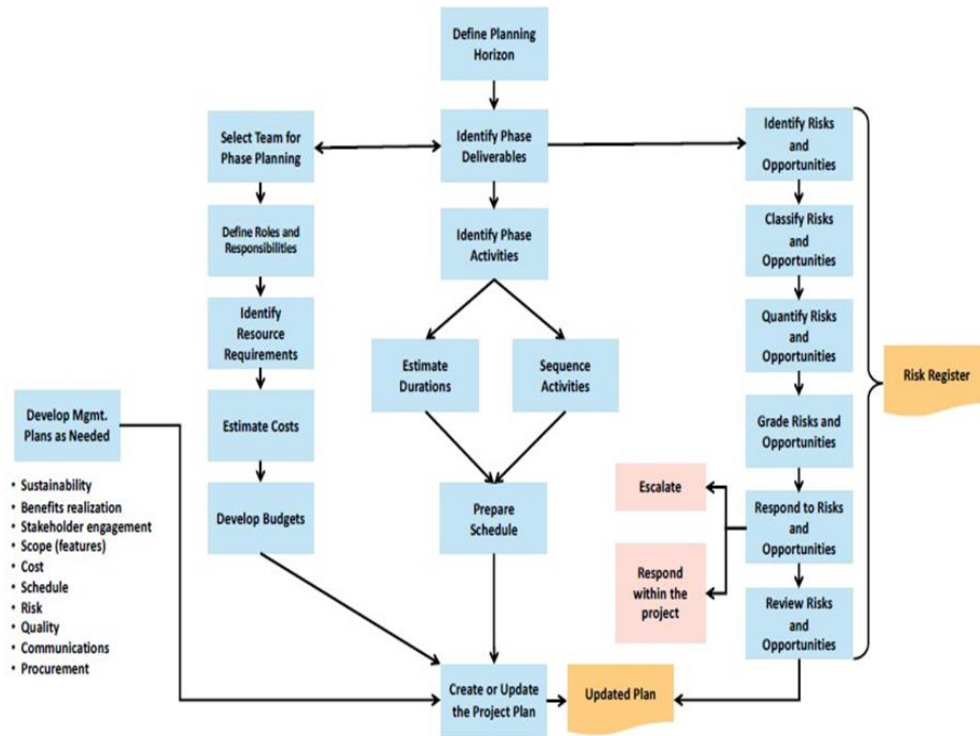 Define Planning
Horizon
Select Team for
Phase Planning
Identify Phase
Deliverables
Identify Risks
and
Opportunities
Define Roles and
Responsibilities
Identify Phase
Activities
Classify Risks
and
Opportunities
Identify
Resource
Requirements
Quantify Risks
and
Opportunities
Estimate
Durations
Sequence
Activities
Risk Register
Develop Mgmt.
Plans as Needed
Estimate Costs
Grade Risks and
Opportunities
• Sustainability
• Benefits realization
• Stakeholder engagement
• Scope (features)
• Cost
• Schedule
• Risk
• Quality
• Communications
• Procurement
Develop Budgets
Prepare
Schedule
Escalate
Respond to Risks
and
Opportunities
Respond
within the
project
Review Risks
and
Opportunities
Create or Update
the Project Plan
Updated Plan